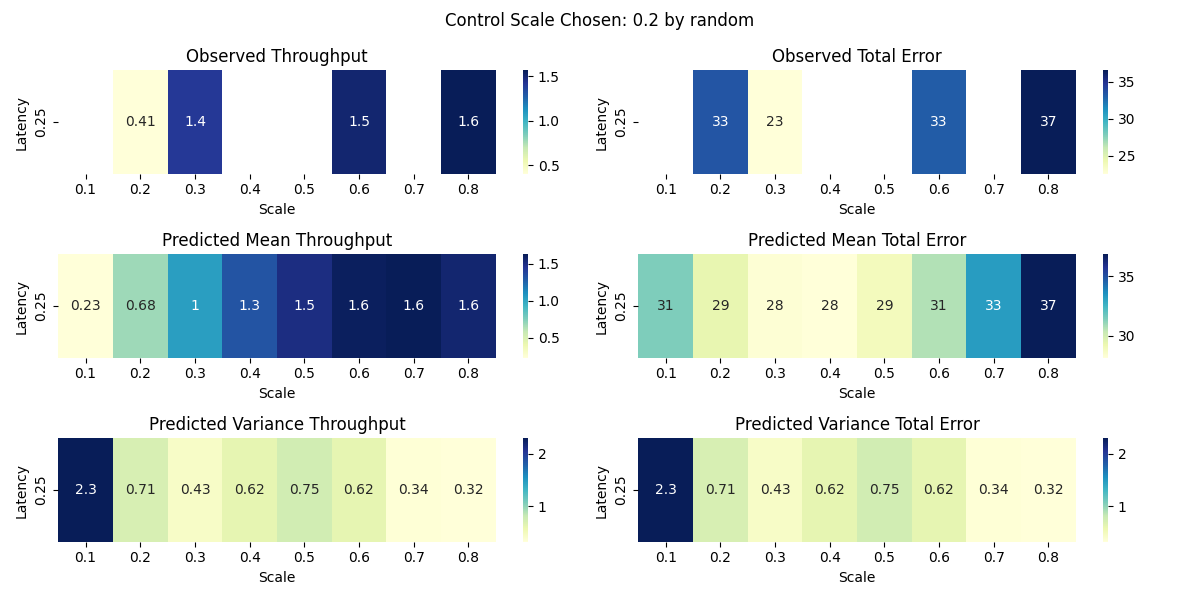 Control Scale Chosen: 0.2 by random
Observed Throughput
Latency
0.25
0.41 1.4 1.5 1.6
0.1 0.2 0.3 0.4 0.5 0.6 0.7 0.8
Scale
1.5
1.0
0.5
Observed Total Error
Latency
0.25
33 23 33 37
0.1 0.2 0.3 0.4 0.5 0.6 0.7 0.8
Scale
35
30
25
Predicted Mean Throughput
Latency
0.25
0.23 0.68 1 1.3 1.5 1.6 1.6 1.6
0.1 0.2 0.3 0.4 0.5 0.6 0.7 0.8
Scale
1.5
1.0
0.5
Predicted Mean Total Error
Latency
0.25
31 29 28 28 29 31 33 37
0.1 0.2 0.3 0.4 0.5 0.6 0.7 0.8
Scale
35
30
Predicted Variance Throughput
Latency
0.25
2.3 0.71 0.43 0.62 0.75 0.62 0.34 0.32
0.1 0.2 0.3 0.4 0.5 0.6 0.7 0.8
Scale
2
1
Predicted Variance Total Error
Latency
0.25
2.3 0.71 0.43 0.62 0.75 0.62 0.34 0.32
0.1 0.2 0.3 0.4 0.5 0.6 0.7 0.8
Scale
2
1